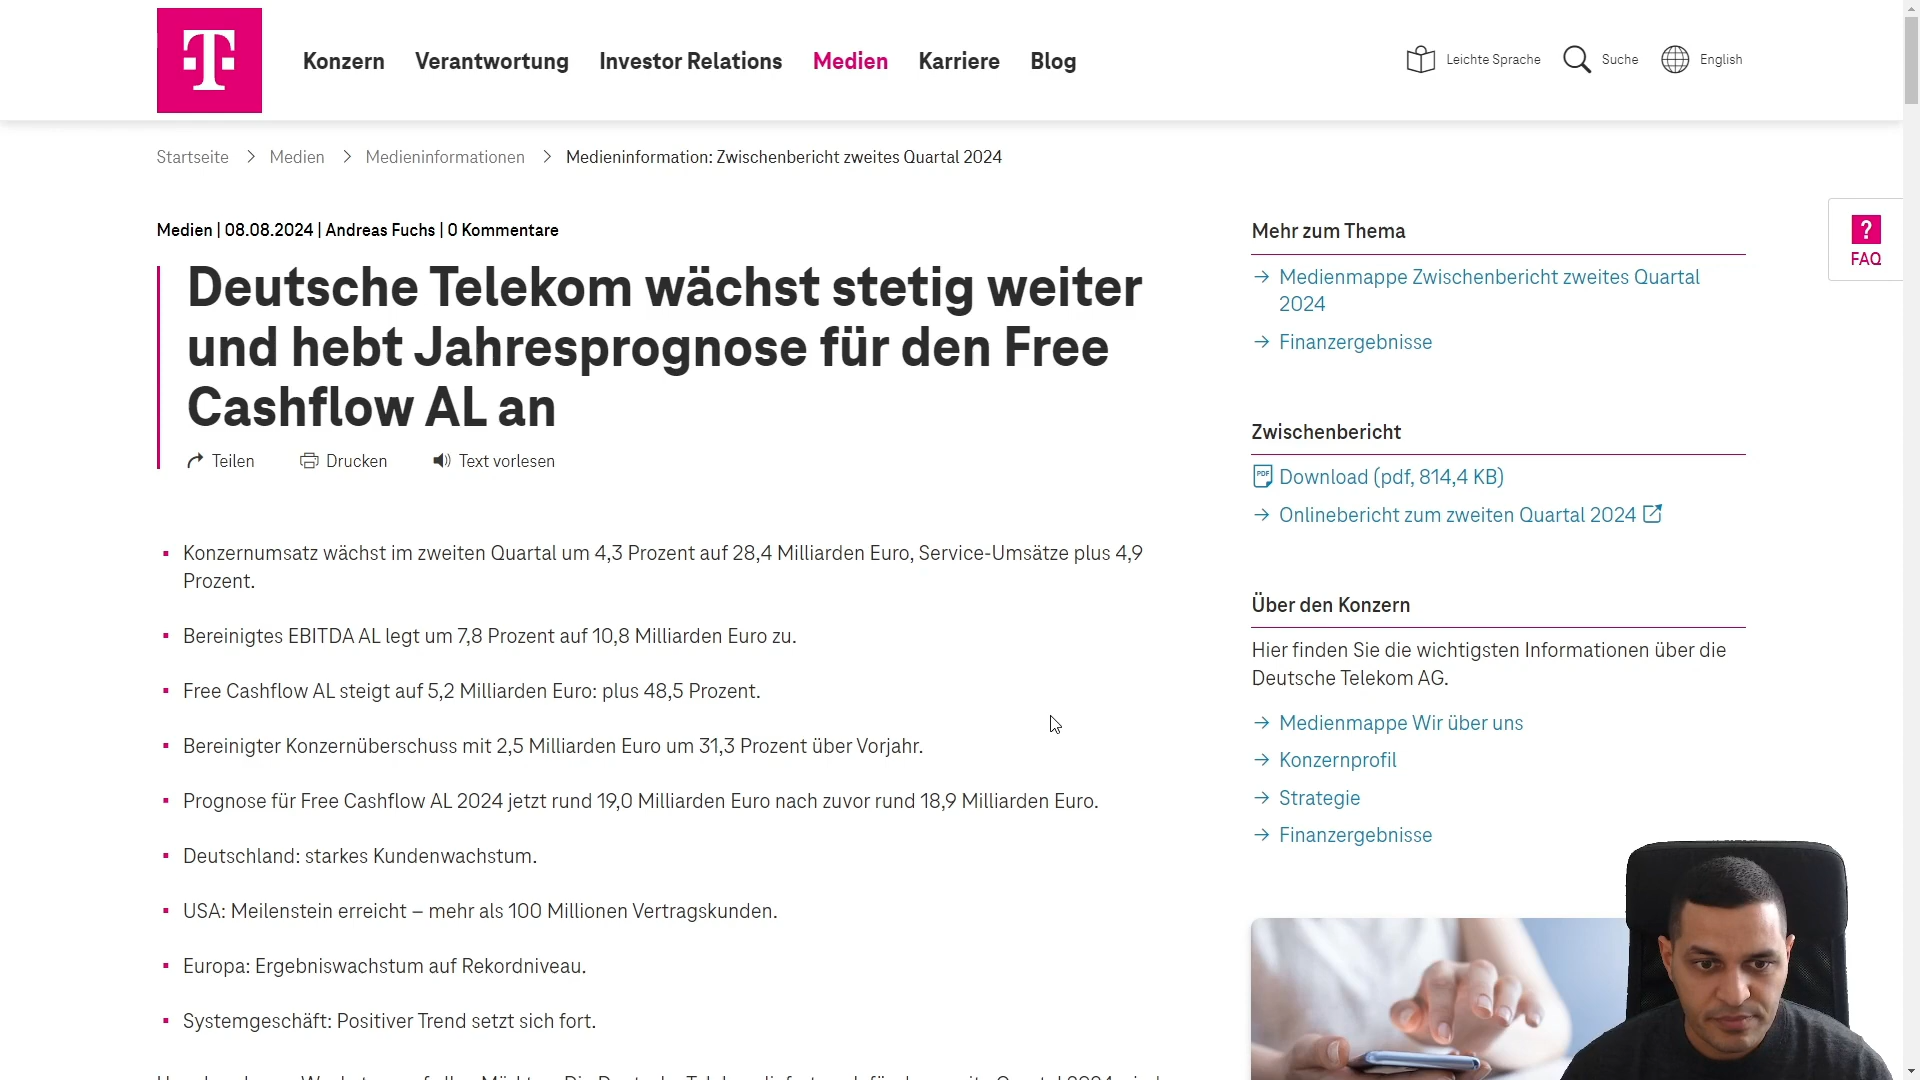 T
Konzern Verantwortung Investor Relations Medien Karriere Blog
Leichte Sprache Suche English
Startseite > Medien > Medieninformationen > Medieninformation: Zwischenbericht zweites Quartal 2024
Medien | 08.08.2024 | Andreas Fuchs | 0 Kommentare
Deutsche Telekom wächst stetig weiter
und hebt Jahresprognose für den Free
Cashflow AL an
Teilen Drucken Text vorlesen
Konzernumsatz wächst im zweiten Quartal um 4,3 Prozent auf 28,4 Milliarden Euro, Service-Umsätze plus 4,9
Prozent.
Bereinigtes EBITDA AL legt um 7,8 Prozent auf 10,8 Milliarden Euro zu.
Free Cashflow AL steigt auf 5,2 Milliarden Euro: plus 48,5 Prozent.
Bereinigter Konzernüberschuss mit 2,5 Milliarden Euro um 31,3 Prozent über Vorjahr.
Prognose für Free Cashflow AL 2024 jetzt rund 19,0 Milliarden Euro nach zuvor rund 18,9 Milliarden Euro.
Deutschland: starkes Kundenwachstum.
USA: Meilenstein erreicht – mehr als 100 Millionen Vertragskunden.
Europa: Ergebniswachstum auf Rekordniveau.
Systemgeschäft: Positiver Trend setzt sich fort.
Mehr zum Thema
→ Medienmappe Zwischenbericht zweites Quartal
2024
→ Finanzergebnisse
Zwischenbericht
PDF Download (pdf, 814,4 KB)
→ Onlinebericht zum zweiten Quartal 2024
Über den Konzern
Hier finden Sie die wichtigsten Informationen über die
Deutsche Telekom AG.
→ Medienmappe Wir über uns
→ Konzernprofil
→ Strategie
→ Finanzergebnisse
?
FAQ